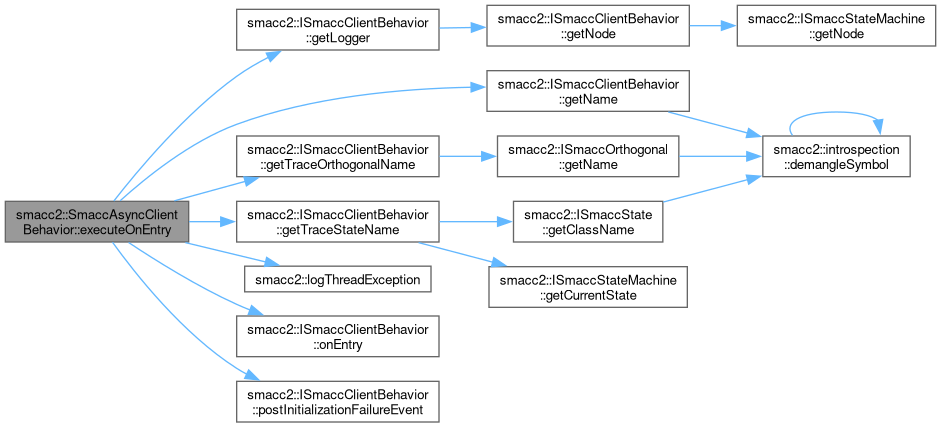 smacc2::SmaccAsyncClient
Behavior::executeOnEntry
smacc2::ISmaccClientBehavior
::getLogger
smacc2::ISmaccClientBehavior
::getNode
smacc2::ISmaccStateMachine
::getNode
smacc2::ISmaccClientBehavior
::getName
smacc2::introspection
::demangleSymbol
smacc2::ISmaccClientBehavior
::getTraceOrthogonalName
smacc2::ISmaccOrthogonal
::getName
smacc2::ISmaccClientBehavior
::getTraceStateName
smacc2::ISmaccState
::getClassName
smacc2::ISmaccStateMachine
::getCurrentState
smacc2::logThreadException
smacc2::ISmaccClientBehavior
::onEntry
smacc2::ISmaccClientBehavior
::postInitializationFailureEvent